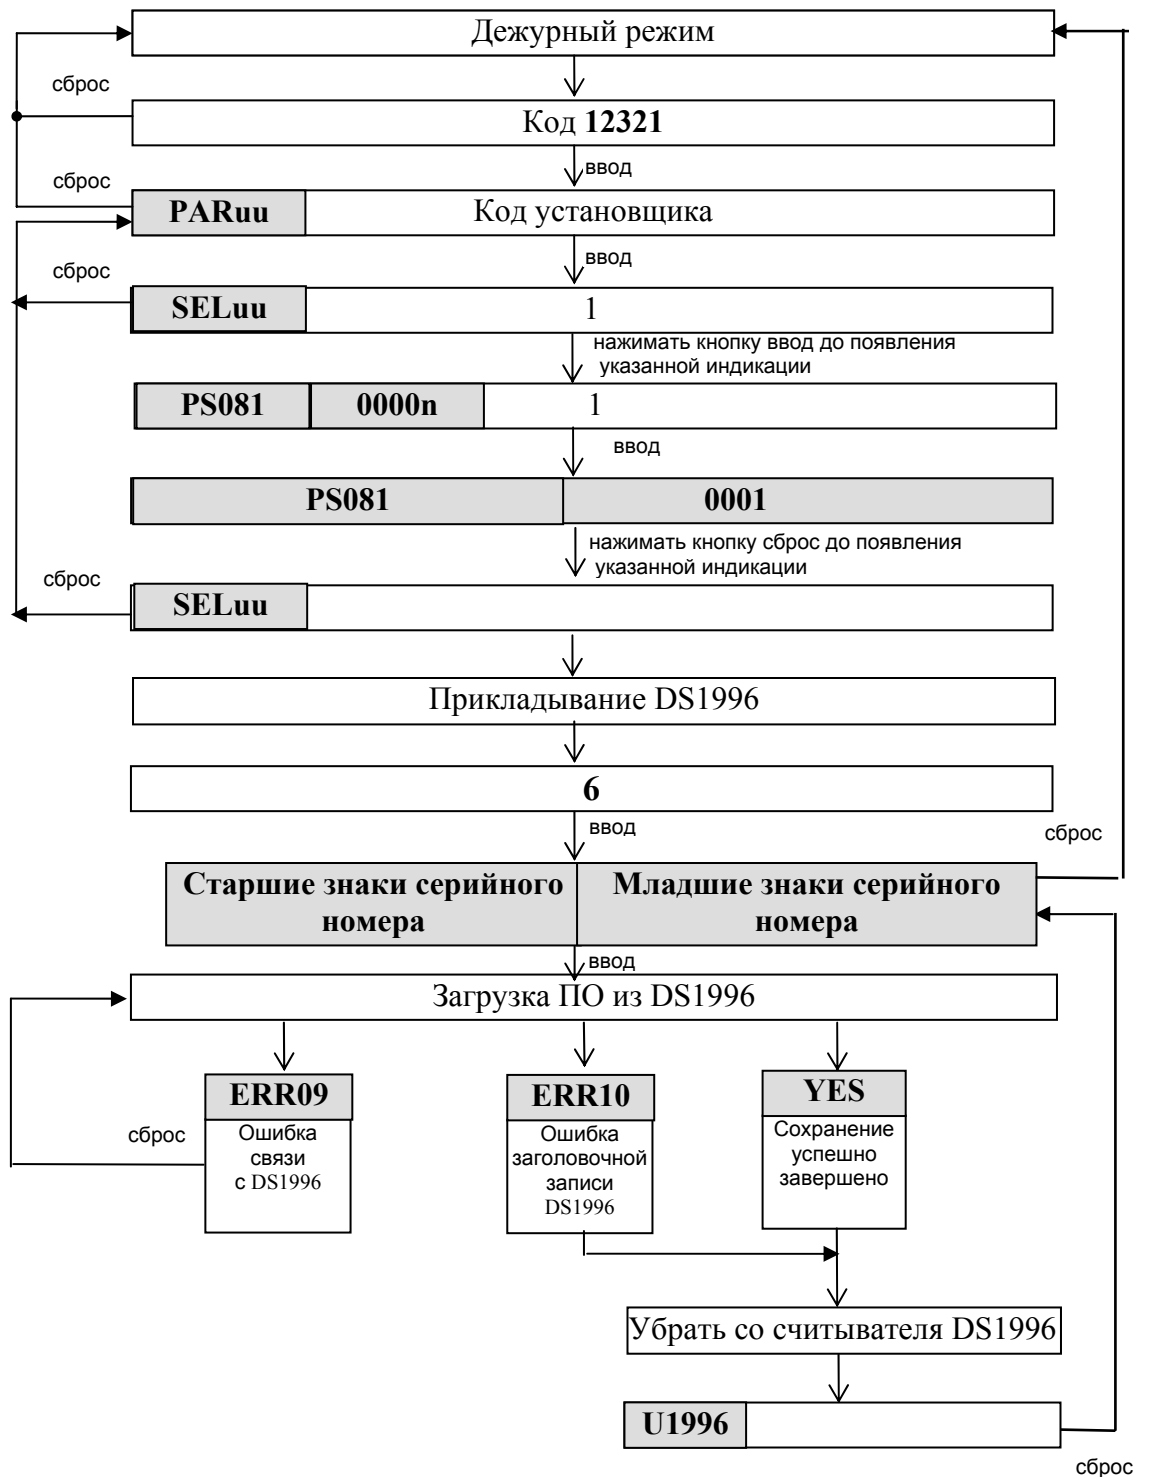 Дежурный режим
сброс
Код 12321
ввод
сброс
PARuu Код установщика
ввод
сброс
SELuu 1
нажимать кнопку ввод до появления
указанной индикации
PS081 0000n 1
ввод
PS081 0001
нажимать кнопку сброс до появления
указанной индикации
сброс
SELuu
Прикладывание DS1996
6
ввод
сброс
Старшие знаки серийного
номера
Младшие знаки серийного
номера
ввод
Загрузка ПО из DS1996
ERR09
Ошибка
связи
с DS1996
сброс
ERR10
Ошибка
заголовочной
записи
DS1996
YES
Сохранение
успешно
завершено
Убрать со считывателя DS1996
U1996
сброс